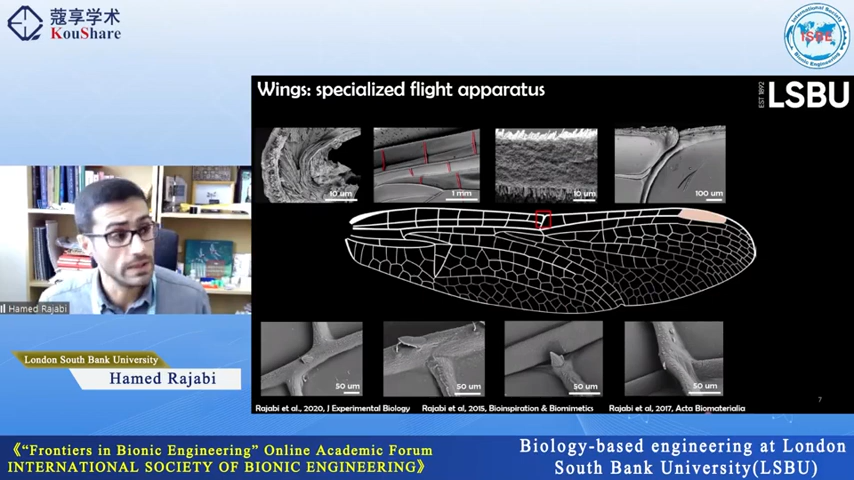 蔻享学术
KouShare
International Society of
ISBE
Bionic Engineering
Wings: specialized flight apparatus
EST 1892
LSBU
10 um
1 mm
10 um
100 um
50 um
50 um
50 um
50 um
Rajabi et al., 2020, J Experimental Biology
Rajabi et al, 2015, Bioinspiration & Biomimetics
Rajabi et al, 2017, Acta Biomaterialia
7
Hamed Rajabi
London South Bank University
Hamed Rajabi
《“Frontiers in Bionic Engineering” Online Academic Forum
INTERNATIONAL SOCIETY OF BIONIC ENGINEERING》
Biology-based engineering at London
South Bank University(LSBU)